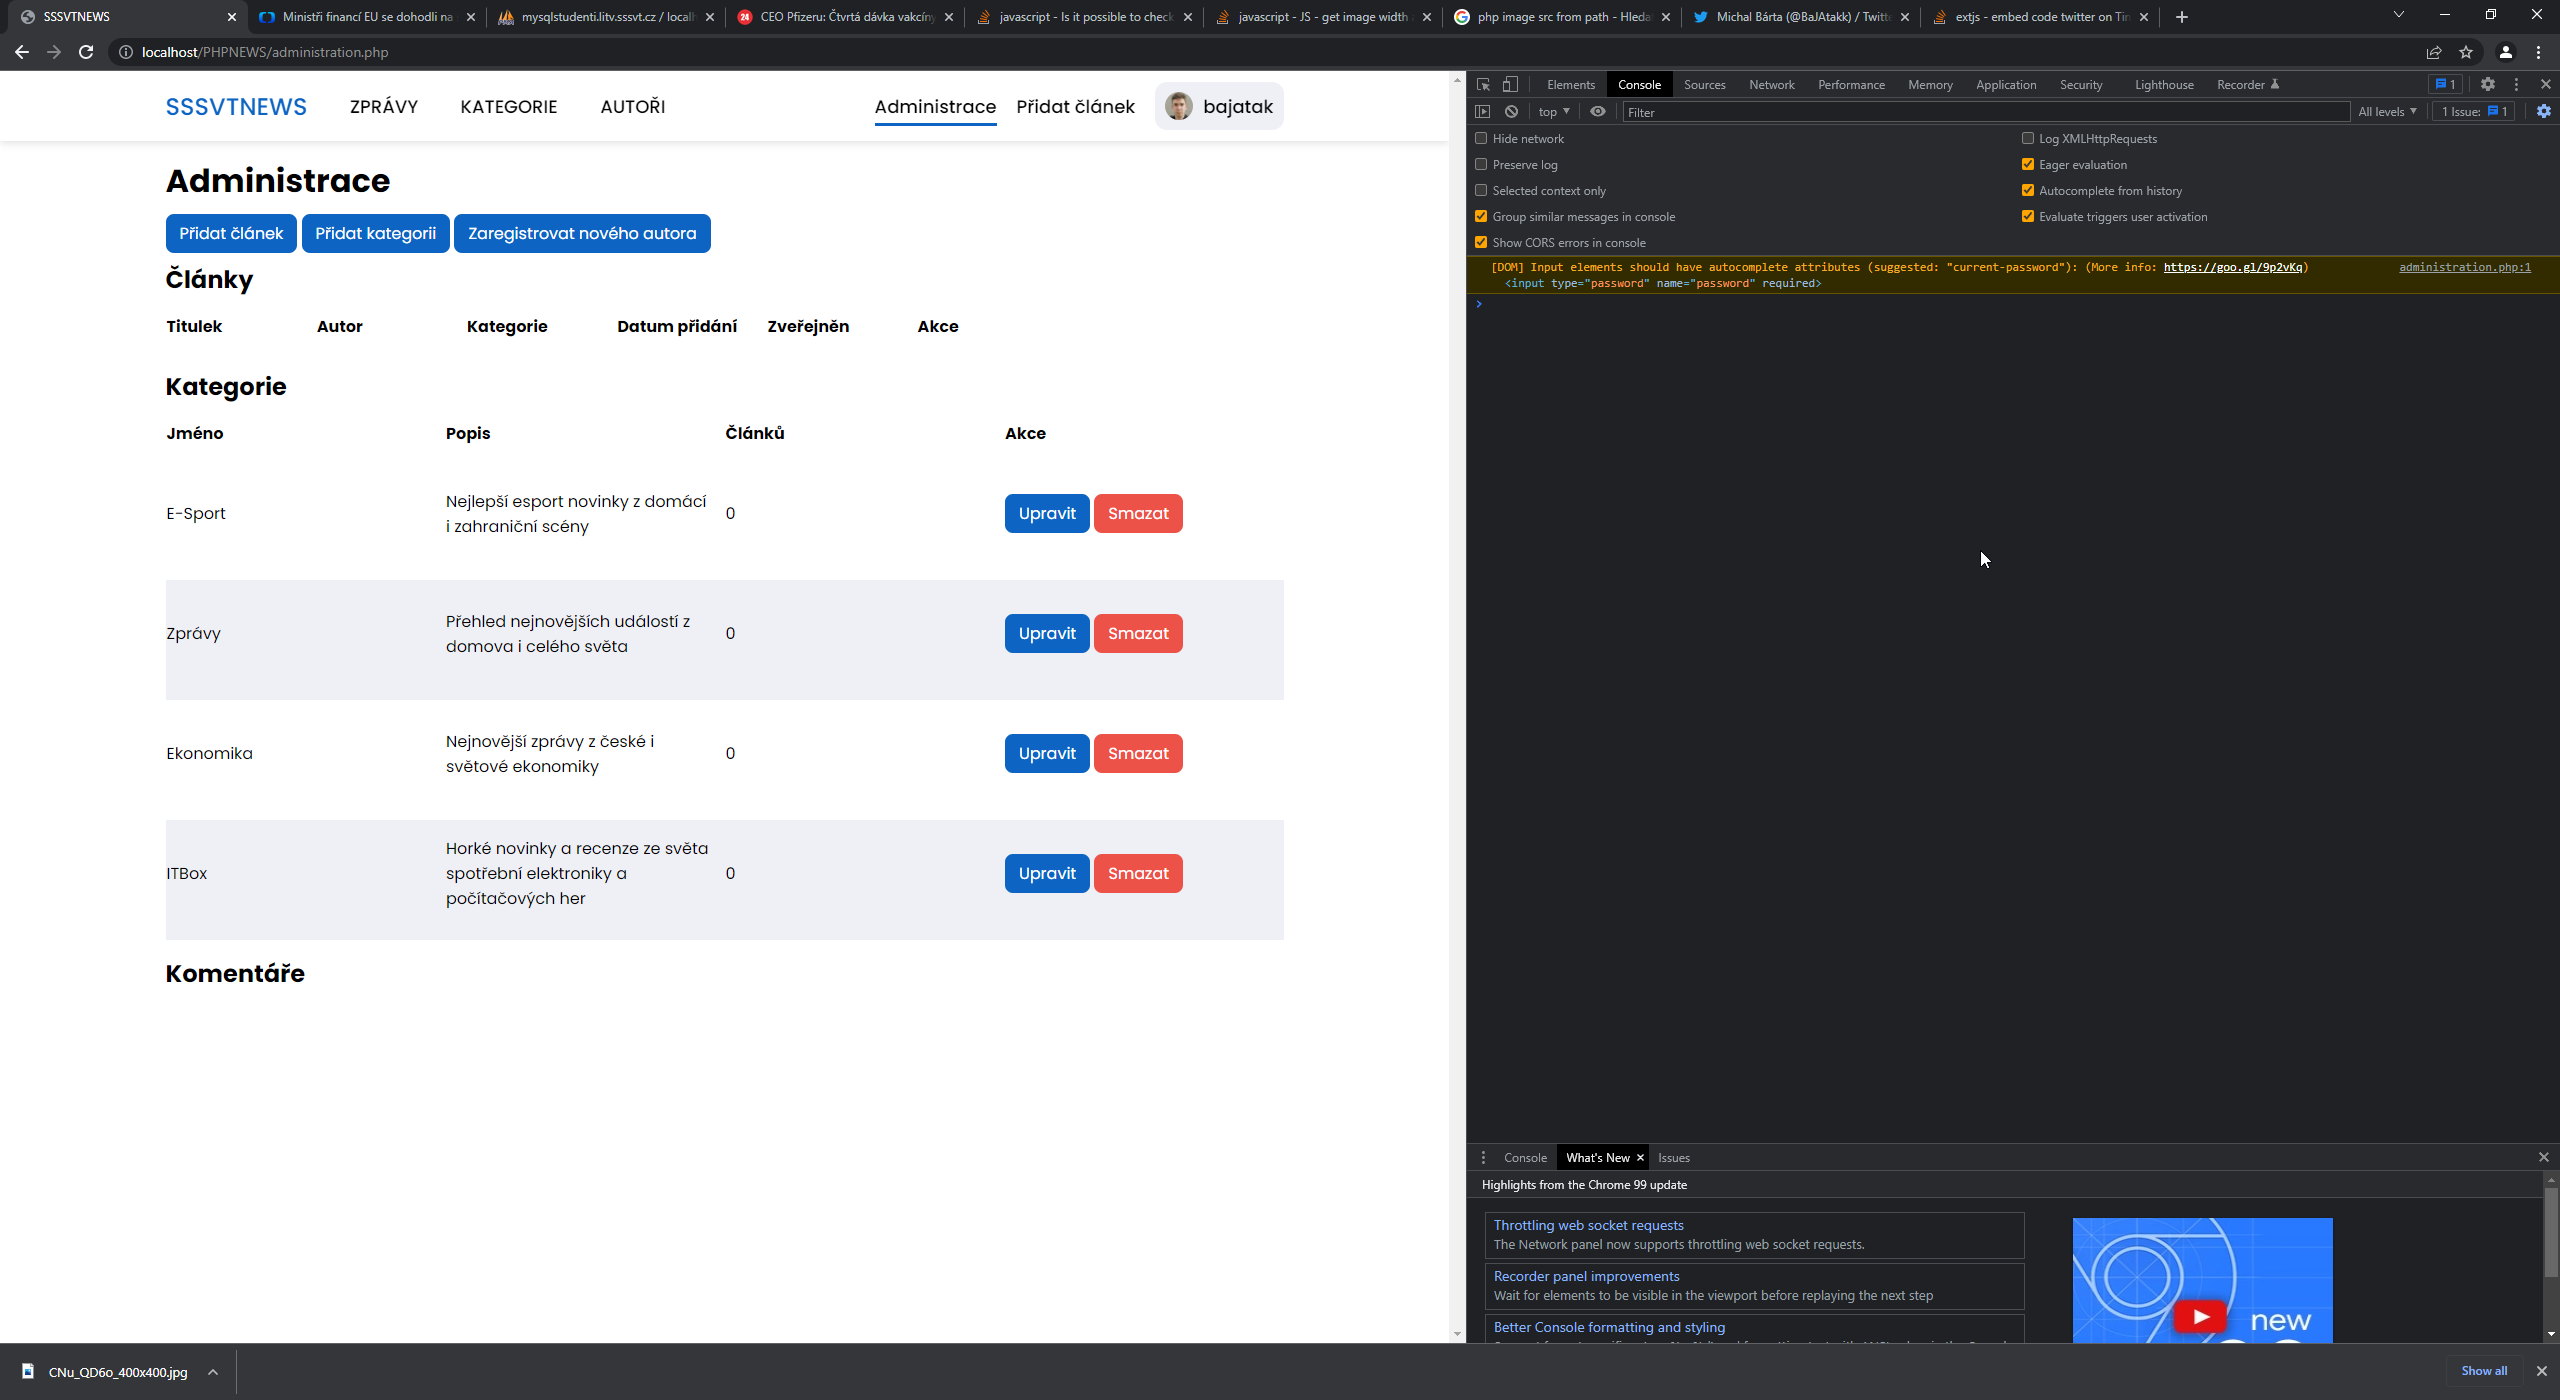 SSSVTNEWS
Ministři financí EU se dohodli na
mysqlstudenti.litv.sssvt.cz / localh
24
CEO Pfizeru: Čtvrtá dávka vakcíny
javascript - Is it possible to check
javascript - JS - get image width
php image src from path - Hleda
Michal Bárta (@BaJAtakk) / Twitt
extjs - embed code twitter on Tin
localhost/PHPNEWS/administration.php
SSSVTNEWS
ZPRÁVY
KATEGORIE
AUTOŘI
Administrace
Přidat článek
bajatak
Administrace
Přidat článek
Přidat kategorii
Zaregistrovat nového autora
Články
Titulek
Autor
Kategorie
Datum přidání
Zveřejněn
Akce
Kategorie
Jméno
Popis
Článků
Akce
E-Sport
Nejlepší esport novinky z domácí
i zahraniční scény
0
Upravit
Smazat
Zprávy
Přehled nejnovějších událostí z
domova i celého světa
0
Upravit
Smazat
Ekonomika
Nejnovější zprávy z české i
světové ekonomiky
0
Upravit
Smazat
ITBox
Horké novinky a recenze ze světa
spotřební elektroniky a
počítačových her
0
Upravit
Smazat
Komentáře
Elements
Console
Sources
Network
Performance
Memory
Application
Security
Lighthouse
Recorder
1
top
Filter
All levels
1 Issue:
1
Hide network
Log XMLHttpRequests
Preserve log
Eager evaluation
Selected context only
Autocomplete from history
Group similar messages in console
Evaluate triggers user activation
Show CORS errors in console
[DOM] Input elements should have autocomplete attributes (suggested: "current-password"): (More info: https://goo.gl/9p2vKq)
administration.php:1
<input type="password" name="password" required>
Console
What's New
Issues
Highlights from the Chrome 99 update
Throttling web socket requests
The Network panel now supports throttling web socket requests.
Recorder panel improvements
Wait for elements to be visible in the viewport before replaying the next step
Better Console formatting and styling
new
CNu_QD6o_400x400.jpg
Show all